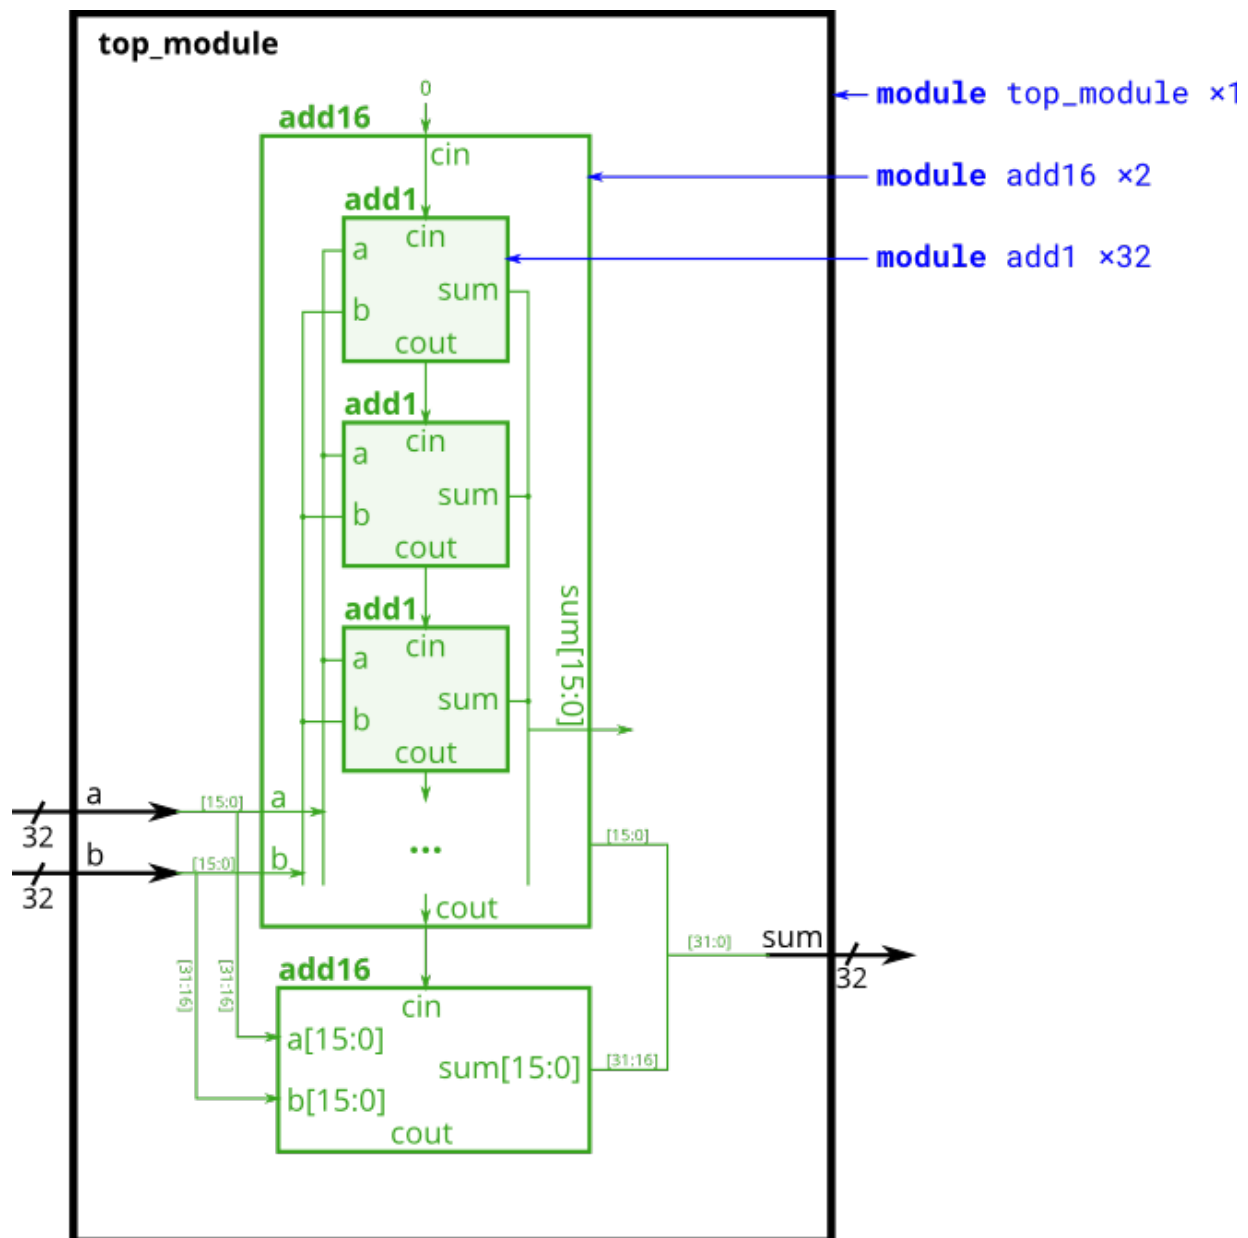 top_module
0
module top_module ×1
add16
cin
module add16 ×2
add1
cin
a
module add1 ×32
sum
b
cout
add1
cin
a
sum
b
cout
add1
cin
a
sum
b
cout
sum[15:0]
a
[15:0]
a
32
[15:0]
b
[15:0]
b
...
32
cout
[31:0]
sum
32
[31:16]
[31:16]
add16
cin
a[15:0]
sum[15:0]
[31:16]
b[15:0]
cout